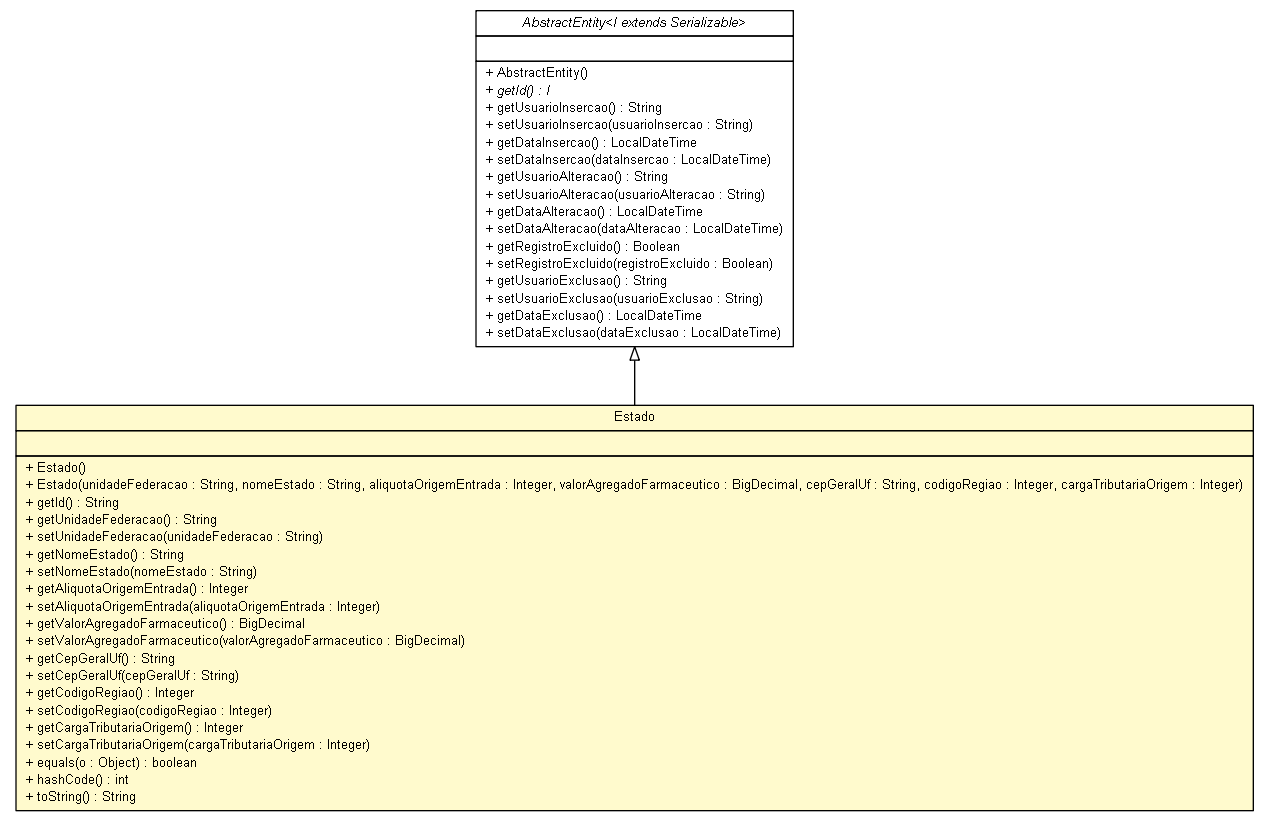 AbstractEntity<I extends Serializable>
+ AbstractEntity()
+ getId() : I
+ getUsuarioInsercao() : String
+ setUsuarioInsercao(usuarioInsercao : String)
+ getDataInsercao() : LocalDateTime
+ setDataInsercao(dataInsercao : LocalDateTime)
+ getUsuarioAlteracao() : String
+ setUsuarioAlteracao(usuarioAlteracao : String)
+ getDataAlteracao() : LocalDateTime
+ setDataAlteracao(dataAlteracao : LocalDateTime)
+ getRegistroExcluido() : Boolean
+ setRegistroExcluido(registroExcluido : Boolean)
+ getUsuarioExclusao() : String
+ setUsuarioExclusao(usuarioExclusao : String)
+ getDataExclusao() : LocalDateTime
+ setDataExclusao(dataExclusao : LocalDateTime)
Estado
+ Estado()
+ Estado(unidadeFederacao : String, nomeEstado : String, aliquotaOrigemEntrada : Integer, valorAgregadoFarmaceutico : BigDecimal, cepGeralUf : String, codigoRegiao : Integer, cargaTributariaOrigem : Integer)
+ getId() : String
+ getUnidadeFederacao() : String
+ setUnidadeFederacao(unidadeFederacao : String)
+ getNomeEstado() : String
+ setNomeEstado(nomeEstado : String)
+ getAliquotaOrigemEntrada() : Integer
+ setAliquotaOrigemEntrada(aliquotaOrigemEntrada : Integer)
+ getValorAgregadoFarmaceutico() : BigDecimal
+ setValorAgregadoFarmaceutico(valorAgregadoFarmaceutico : BigDecimal)
+ getCepGeralUf() : String
+ setCepGeralUf(cepGeralUf : String)
+ getCodigoRegiao() : Integer
+ setCodigoRegiao(codigoRegiao : Integer)
+ getCargaTributariaOrigem() : Integer
+ setCargaTributariaOrigem(cargaTributariaOrigem : Integer)
+ equals(o : Object) : boolean
+ hashCode() : int
+ toString() : String